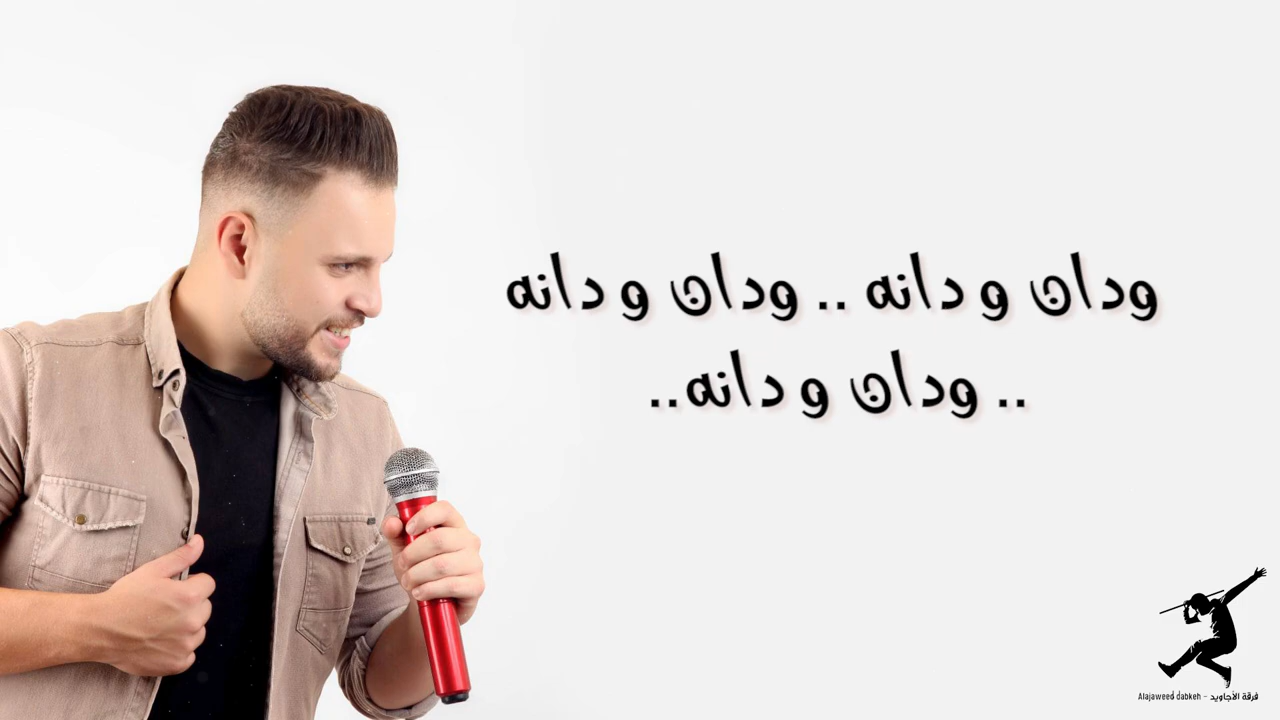 ودان و دانه .. ودان و دانه
.. ودان و دانه..
Alajaweed dabkeh - فرقة الأجاويد